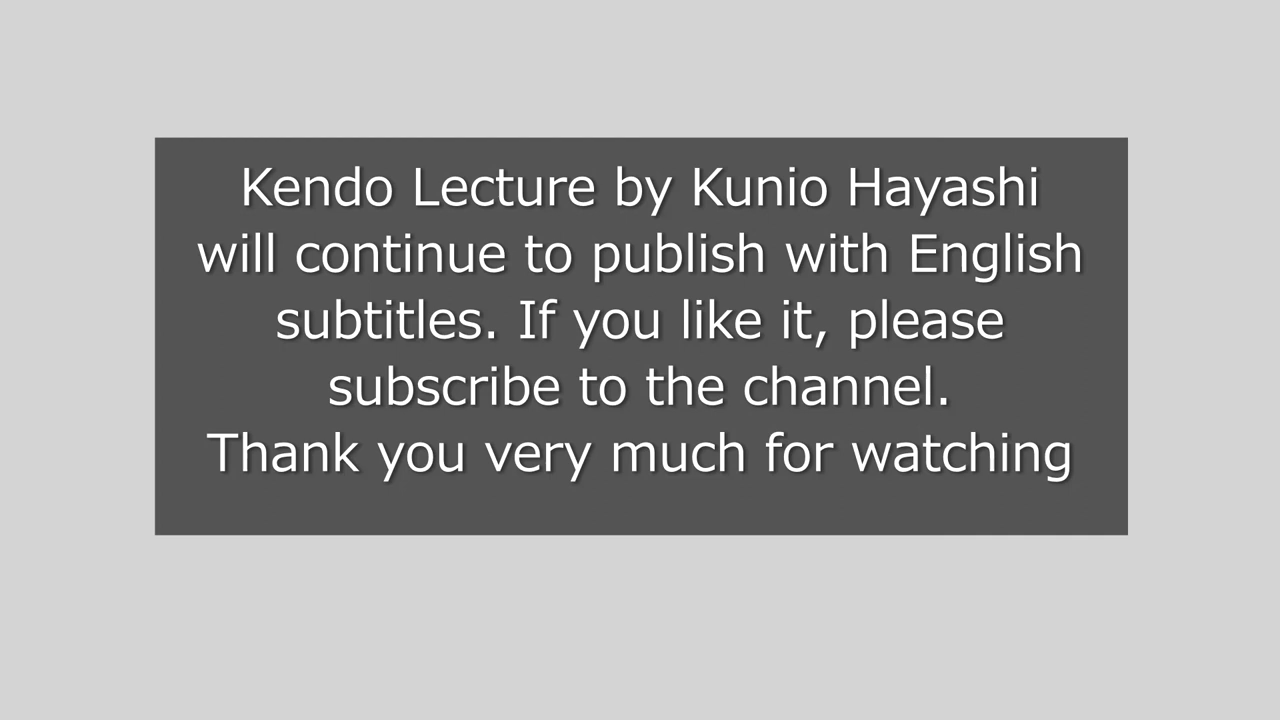 Kendo Lecture by Kunio Hayashi
will continue to publish with English
subtitles. If you like it, please
subscribe to the channel.
Thank you very much for watching